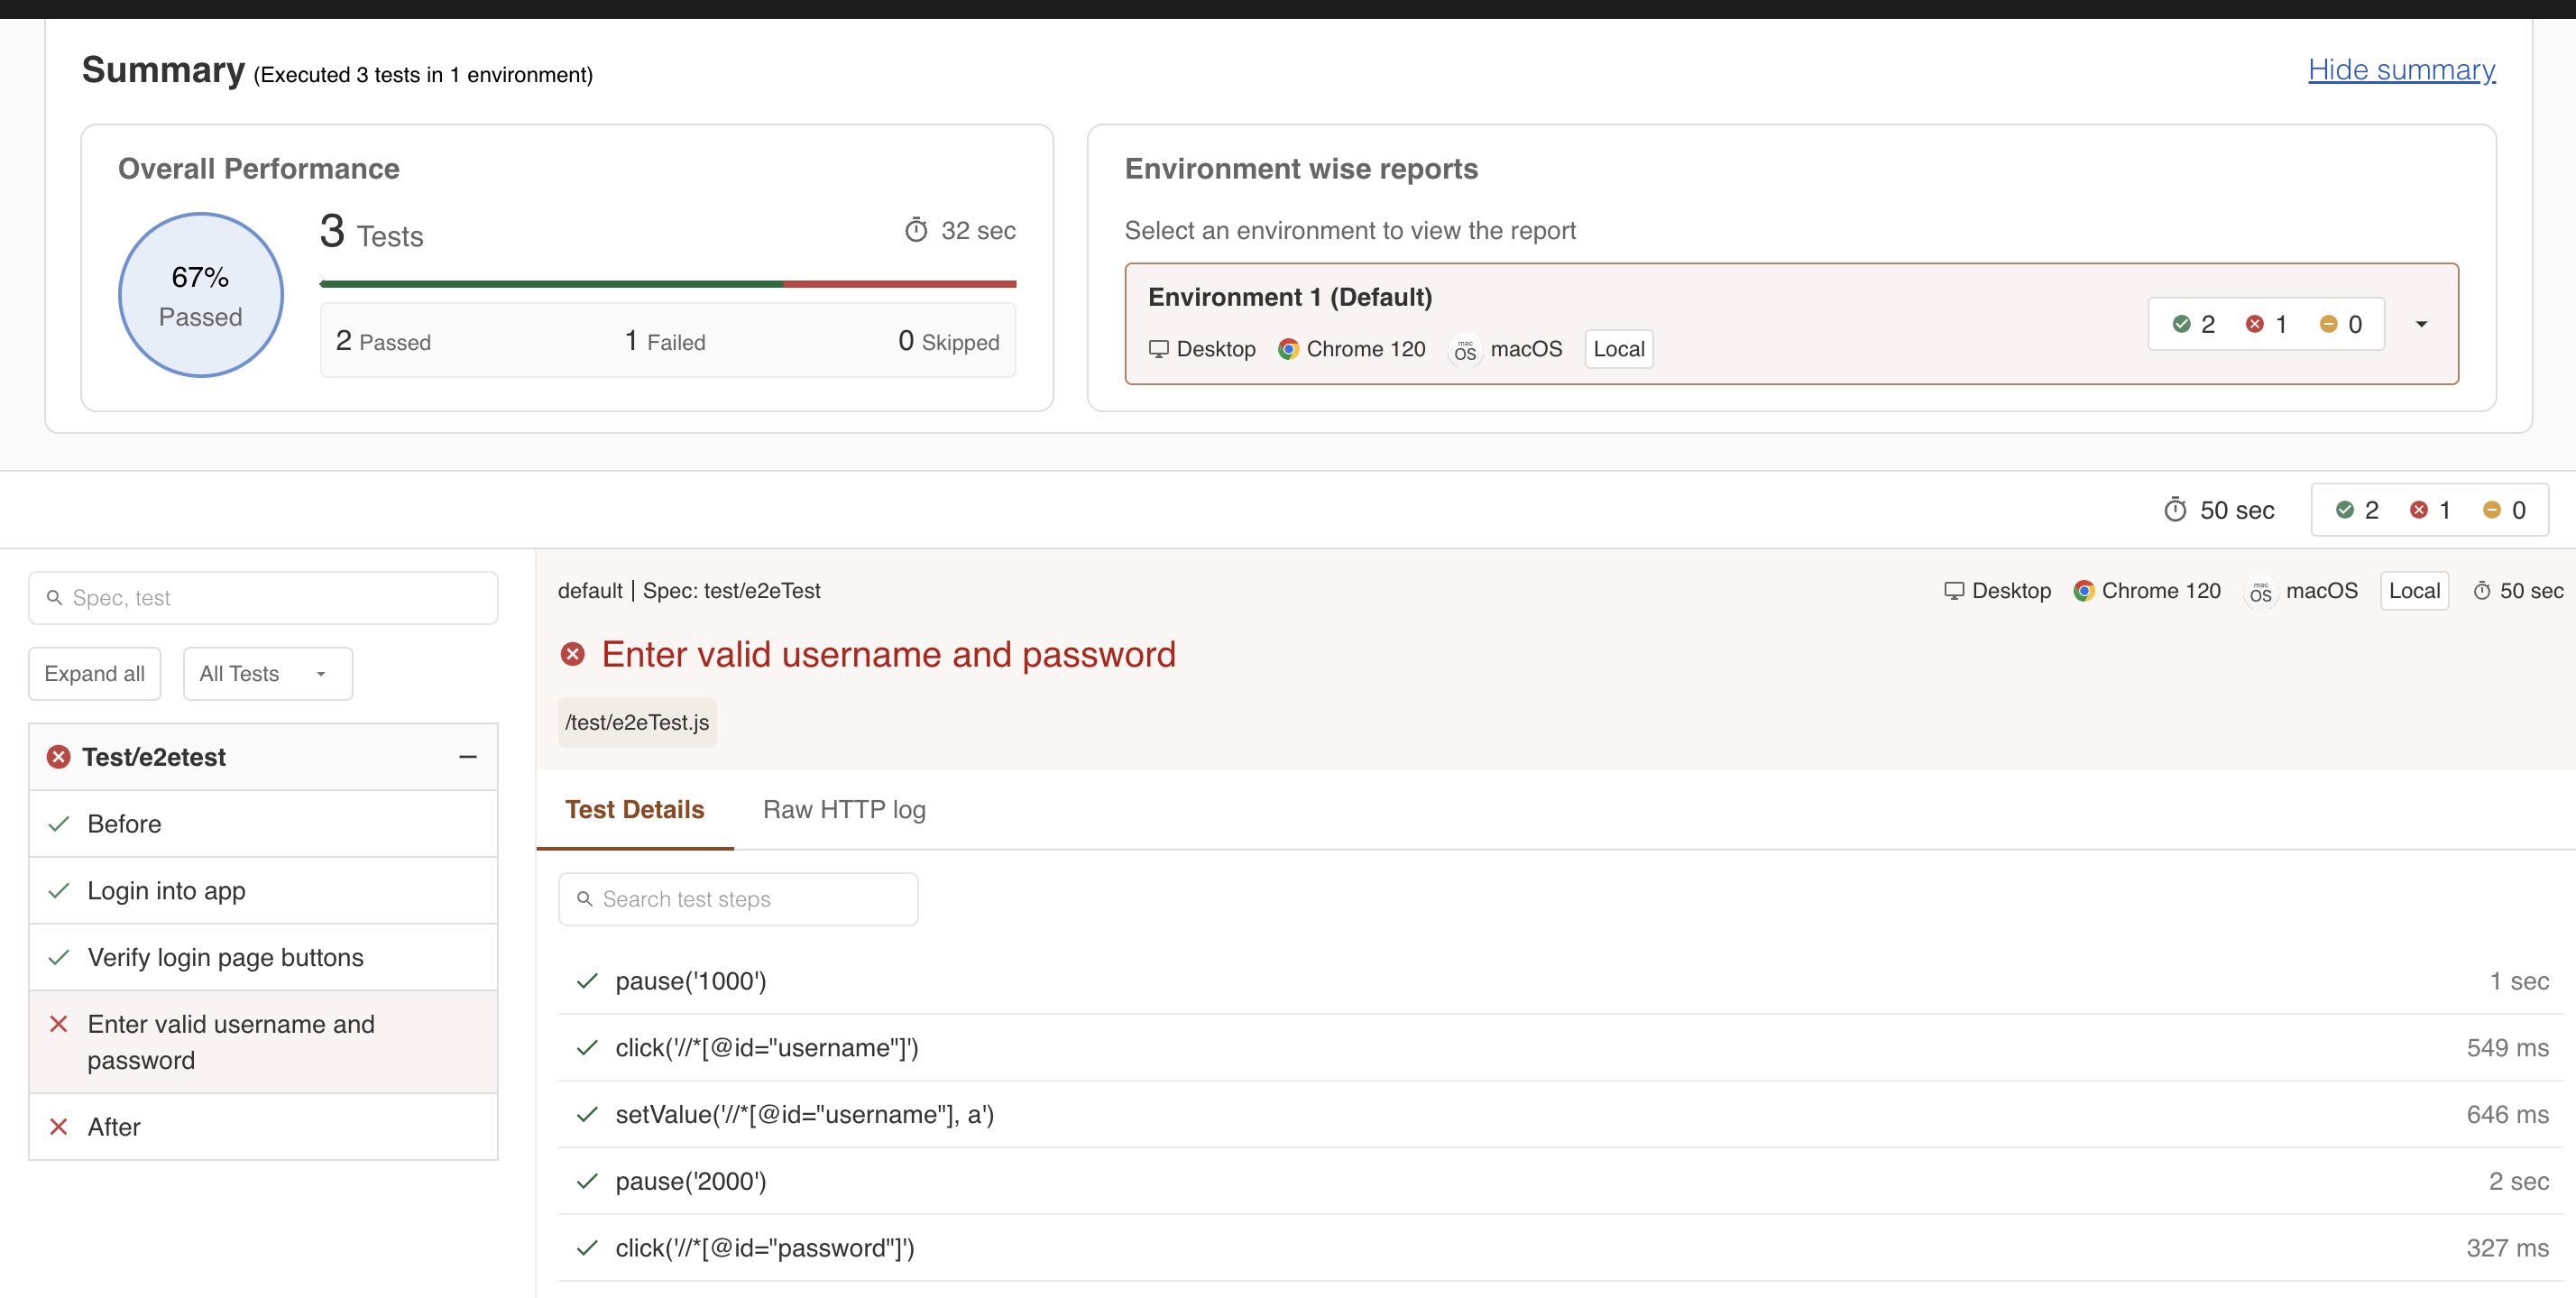 Summary (Executed 3 tests in 1 environment)
Hide summary
Overall Performance
67%
Passed
3 Tests
32 sec
2 Passed
1 Failed
0 Skipped
Environment wise reports
Select an environment to view the report
Environment 1 (Default)
Desktop
Chrome 120
mac
OS
macOS
Local
2
1
0
50 sec
2
1
0
Spec, test
Expand all
All Tests
Test/e2etest
Before
Login into app
Verify login page buttons
Enter valid username and
password
After
default | Spec: test/e2eTest
Desktop
Chrome 120
mac
OS
macOS
Local
50 sec
Enter valid username and password
/test/e2eTest.js
Test Details
Raw HTTP log
Search test steps
pause('1000')
1 sec
click('//*[@id="username"]')
549 ms
setValue('//*[@id="username"], a')
646 ms
pause('2000')
2 sec
click('//*[@id="password"]')
327 ms